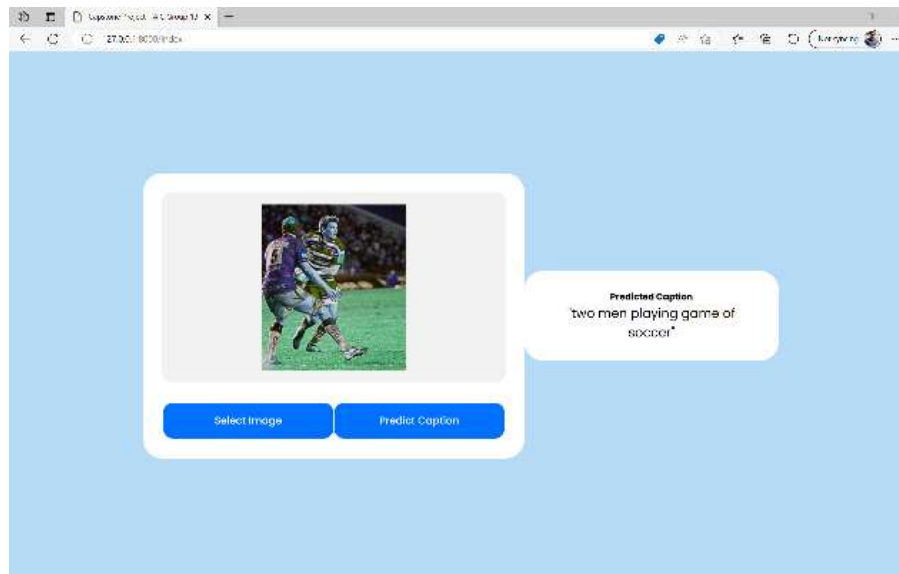 Predicted Caption
"two men playing game of
soccer"
Select Image
Predict Caption